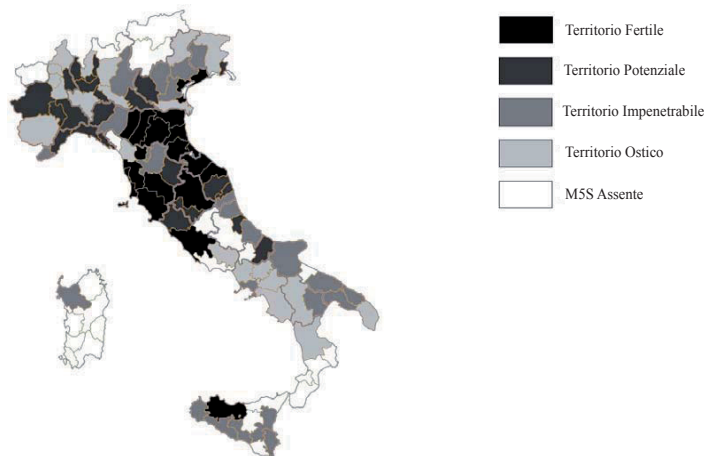 Territorio Fertile
Territorio Potenziale
Territorio Impenetrabile
Territorio Ostico
M5S Assente